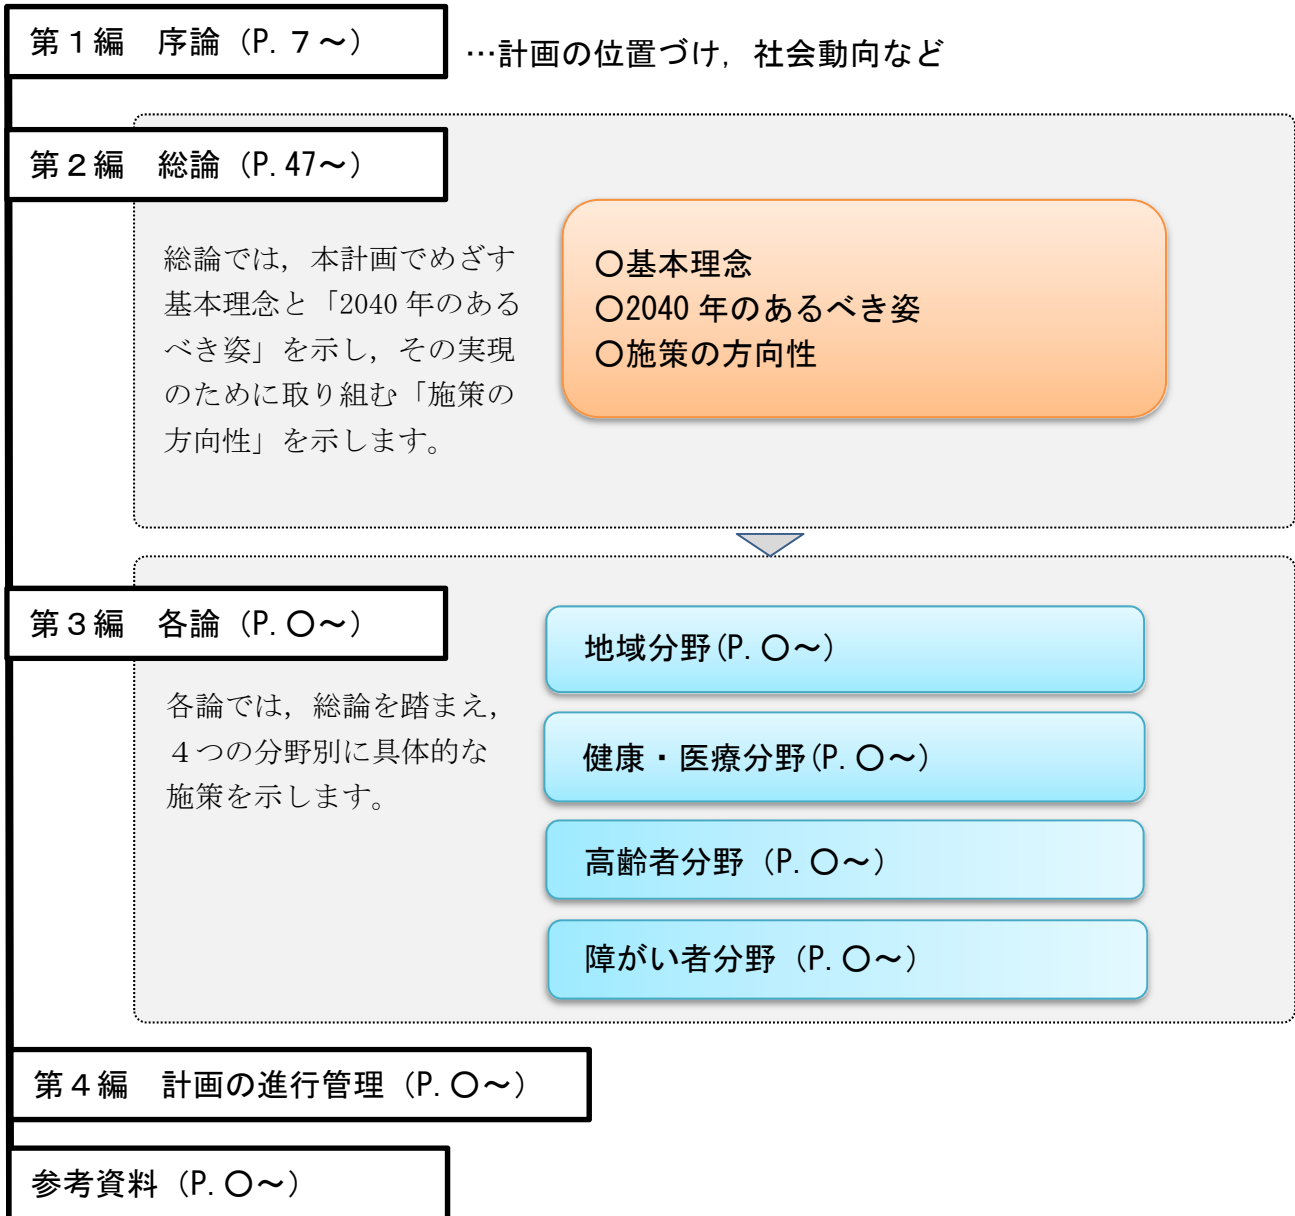 第１編　序論（P. ７～）
…計画の位置づけ，社会動向など
第２編　総論（P. 47～）
総論では，本計画でめざす
基本理念と「2040 年のある
べき姿」を示し，その実現
のために取り組む「施策の
方向性」を示します。
○基本理念
○2040 年のあるべき姿
○施策の方向性
第３編　各論（P. ○～）
各論では，総論を踏まえ，
４つの分野別に具体的な
施策を示します。
地域分野(P. ○～）
健康・医療分野(P. ○～）
高齢者分野（P. ○～）
障がい者分野（P. ○～）
第４編　計画の進行管理（P. ○～）
参考資料（P. ○～）